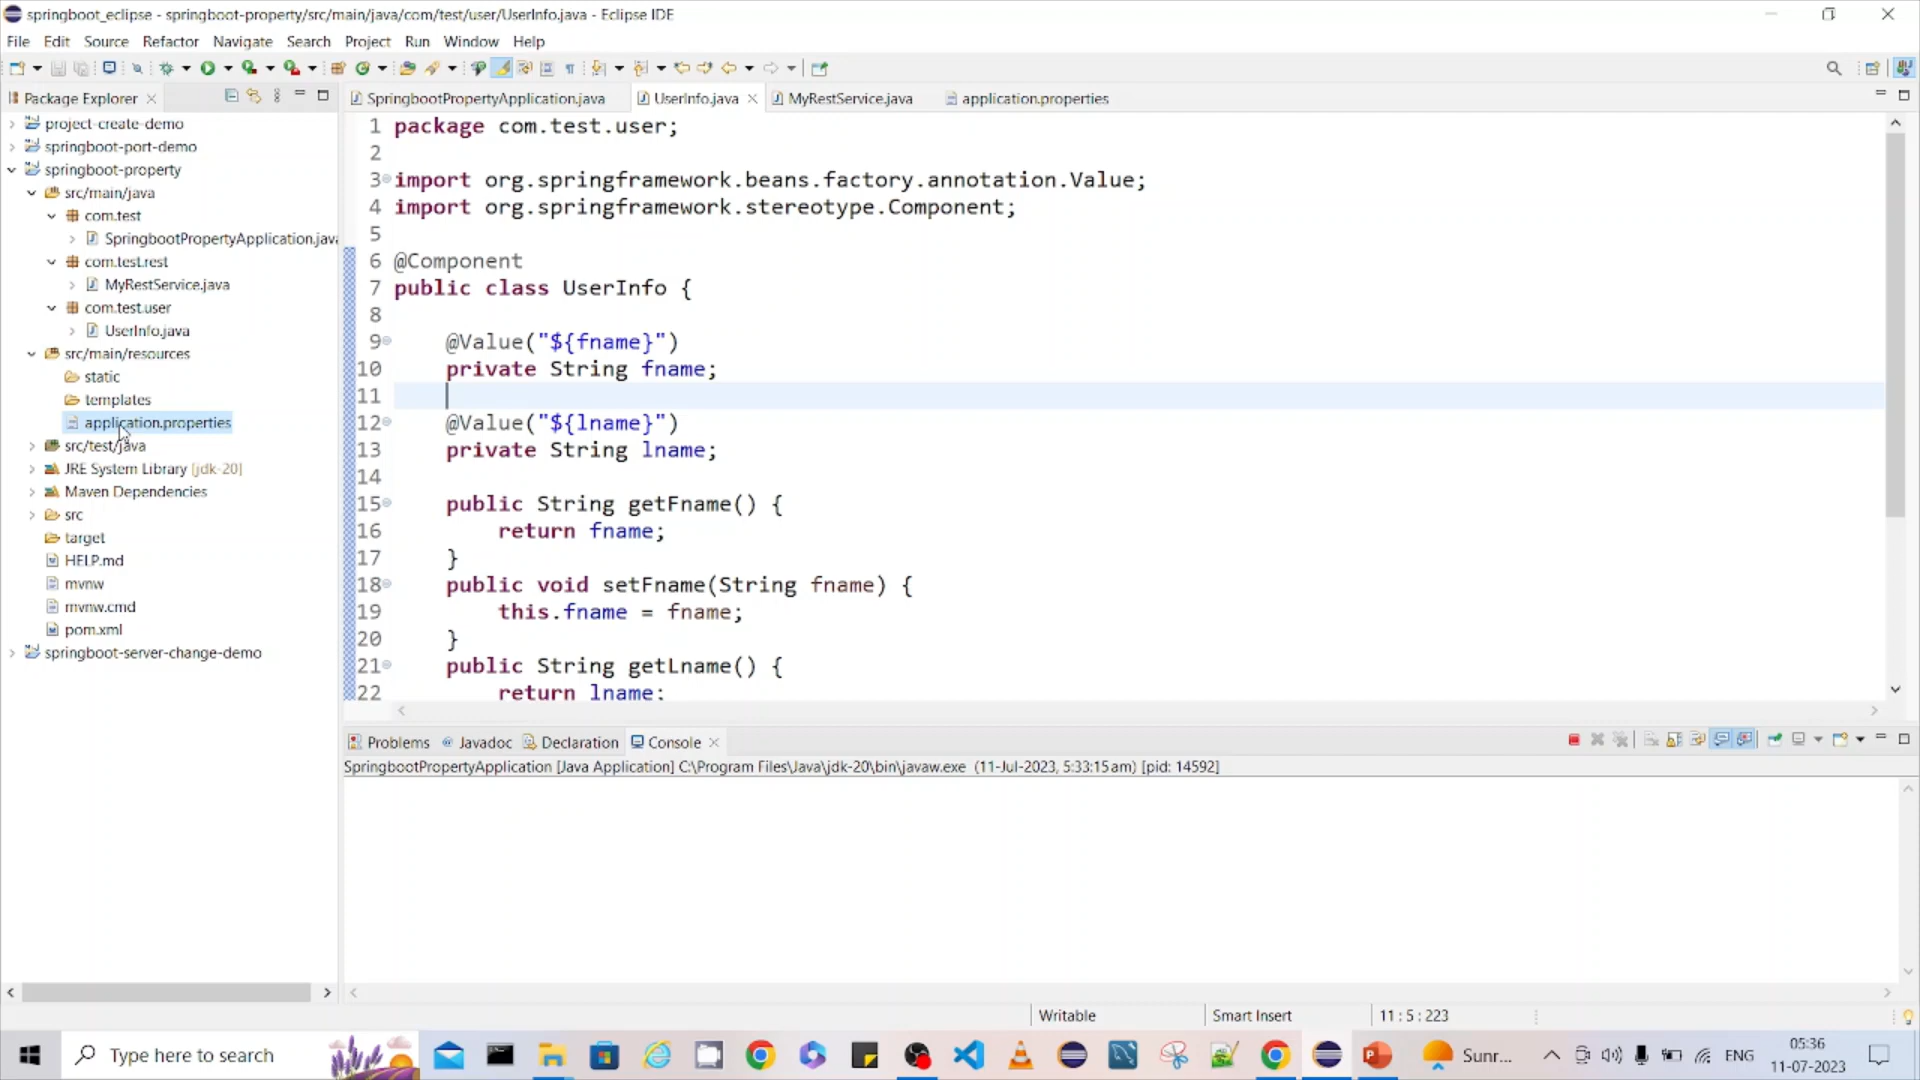 springboot_eclipse - springboot-property/src/main/java/com/test/user/UserInfo.java - Eclipse IDE
File Edit Source Refactor Navigate Search Project Run Window Help
Package Explorer
SpringbootPropertyApplication.java UserInfo.java MyRestService.java application.properties
project-create-demo
springboot-port-demo
springboot-property
src/main/java
com.test
SpringbootPropertyApplication.java
com.test.rest
MyRestService.java
com.test.user
UserInfo.java
src/main/resources
static
templates
application.properties
src/test/java
JRE System Library [jdk-20]
Maven Dependencies
src
target
HELP.md
mvnw
mvnw.cmd
pom.xml
springboot-server-change-demo
1 package com.test.user;
2
3 import org.springframework.beans.factory.annotation.Value;
4 import org.springframework.stereotype.Component;
5
6 @Component
7 public class UserInfo {
8
9 @Value("${fname}")
10 private String fname;
11
12 @Value("${lname}")
13 private String lname;
14
15 public String getFname() {
16 return fname;
17 }
18 public void setFname(String fname) {
19 this.fname = fname;
20 }
21 public String getLname() {
22 return lname;
Problems Javadoc Declaration Console
SpringbootPropertyApplication [Java Application] C:\Program Files\Java\jdk-20\bin\javaw.exe (11-Jul-2023, 5:33:15 am) [pid: 14592]
Writable Smart Insert 11 : 5 : 223
Type here to search
Sunr...
ENG
05:36
11-07-2023